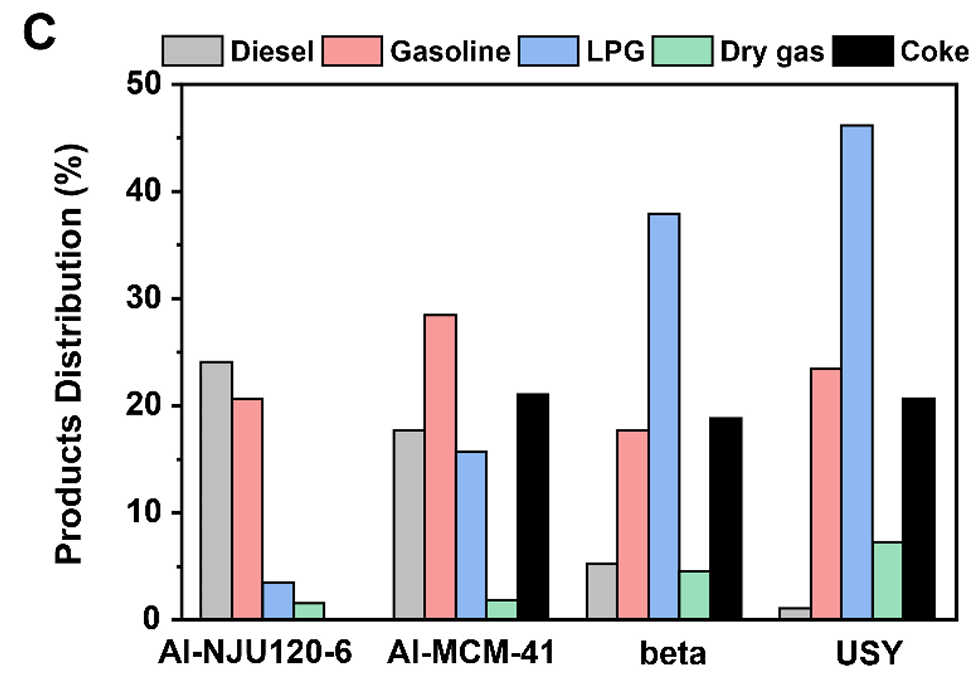 C
Diesel Gasoline LPG Dry gas Coke
Products Distribution (%)
50
40
30
20
10
0
Al-NJU120-6 Al-MCM-41 beta USY